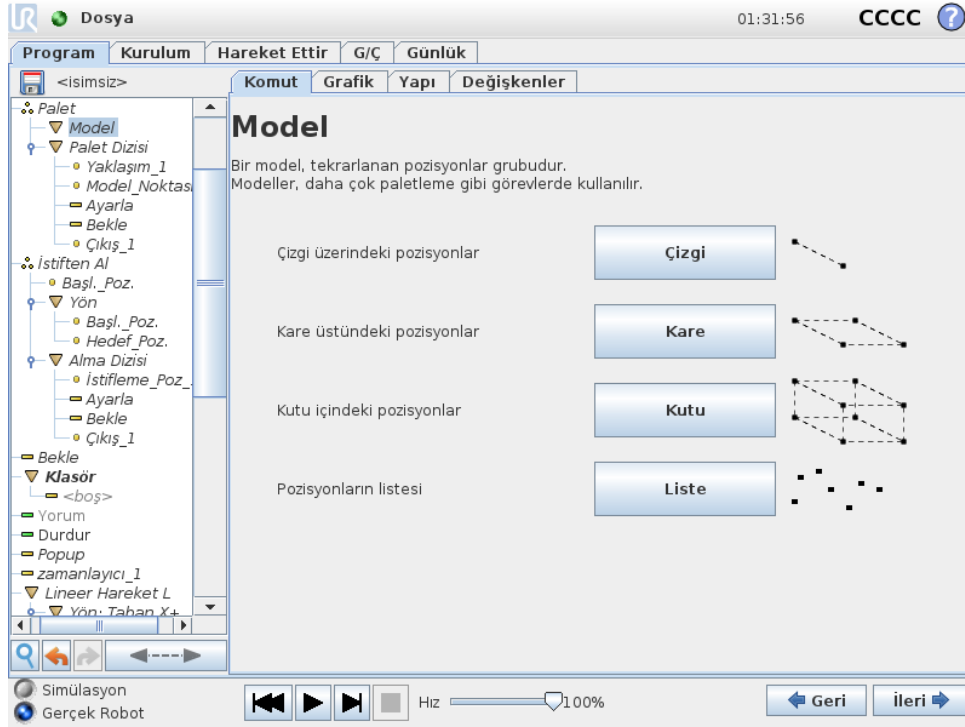 Dosya
01:31:56
CCCC
?
Program
Kurulum
Hareket Ettir
G/Ç
Günlük
<isimsiz>
Komut
Grafik
Yapı
Değişkenler
Palet
Model
Palet Dizisi
Yaklaşım_1
Model_Noktas
Ayarla
Bekle
Çıkış_1
İstiften Al
Başl._Poz.
Yön
Başl._Poz.
Hedef_Poz.
Alma Dizisi
İstifleme_Poz_
Ayarla
Bekle
Çıkış_1
Bekle
Klasör
<boş>
Yorum
Durdur
Popup
zamanlayıcı_1
Lineer Hareket L
Yön: Taban X+
Model
Bir model, tekrarlanan pozisyonlar grubudur.
Modeller, daha çok paletleme gibi görevlerde kullanılır.
Çizgi üzerindeki pozisyonlar
Çizgi
Kare üstündeki pozisyonlar
Kare
Kutu içindeki pozisyonlar
Kutu
Pozisyonların listesi
Liste
Simülasyon
Gerçek Robot
Hız
100%
Geri
İleri